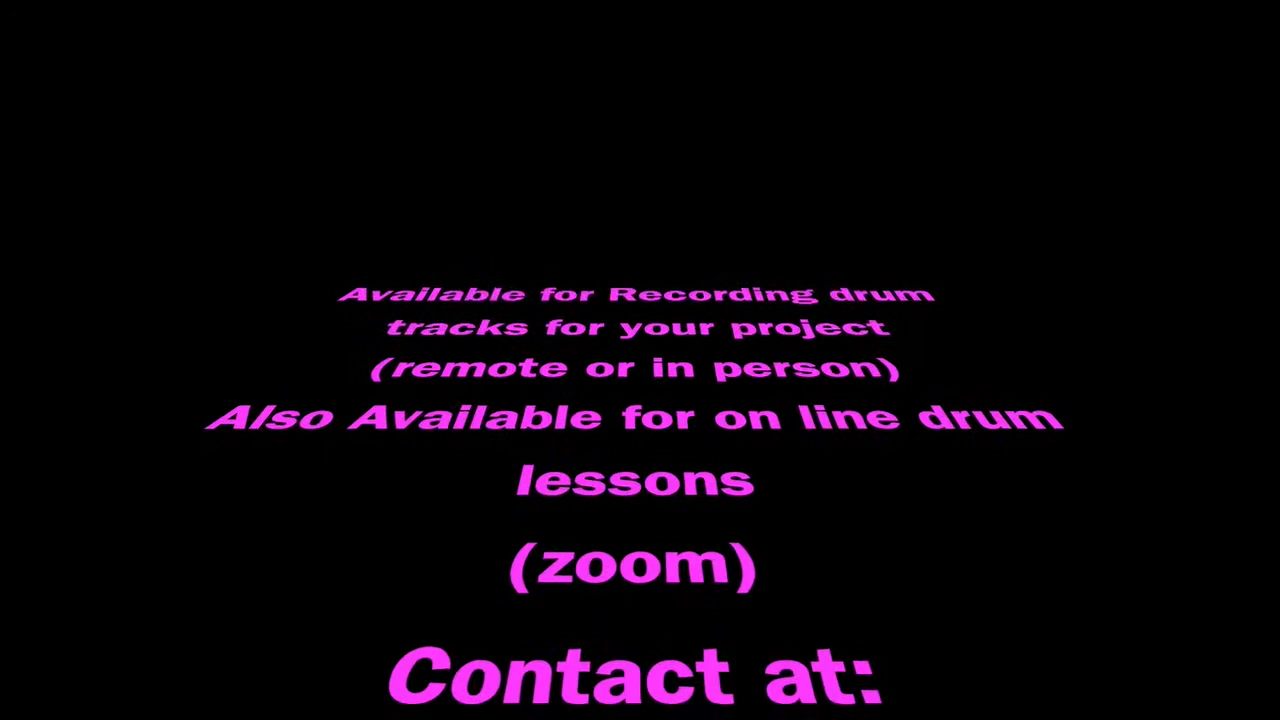 Available for Recording drum
tracks for your project
(remote or in person)
Also Available for on line drum
lessons
(zoom)
Contact at: